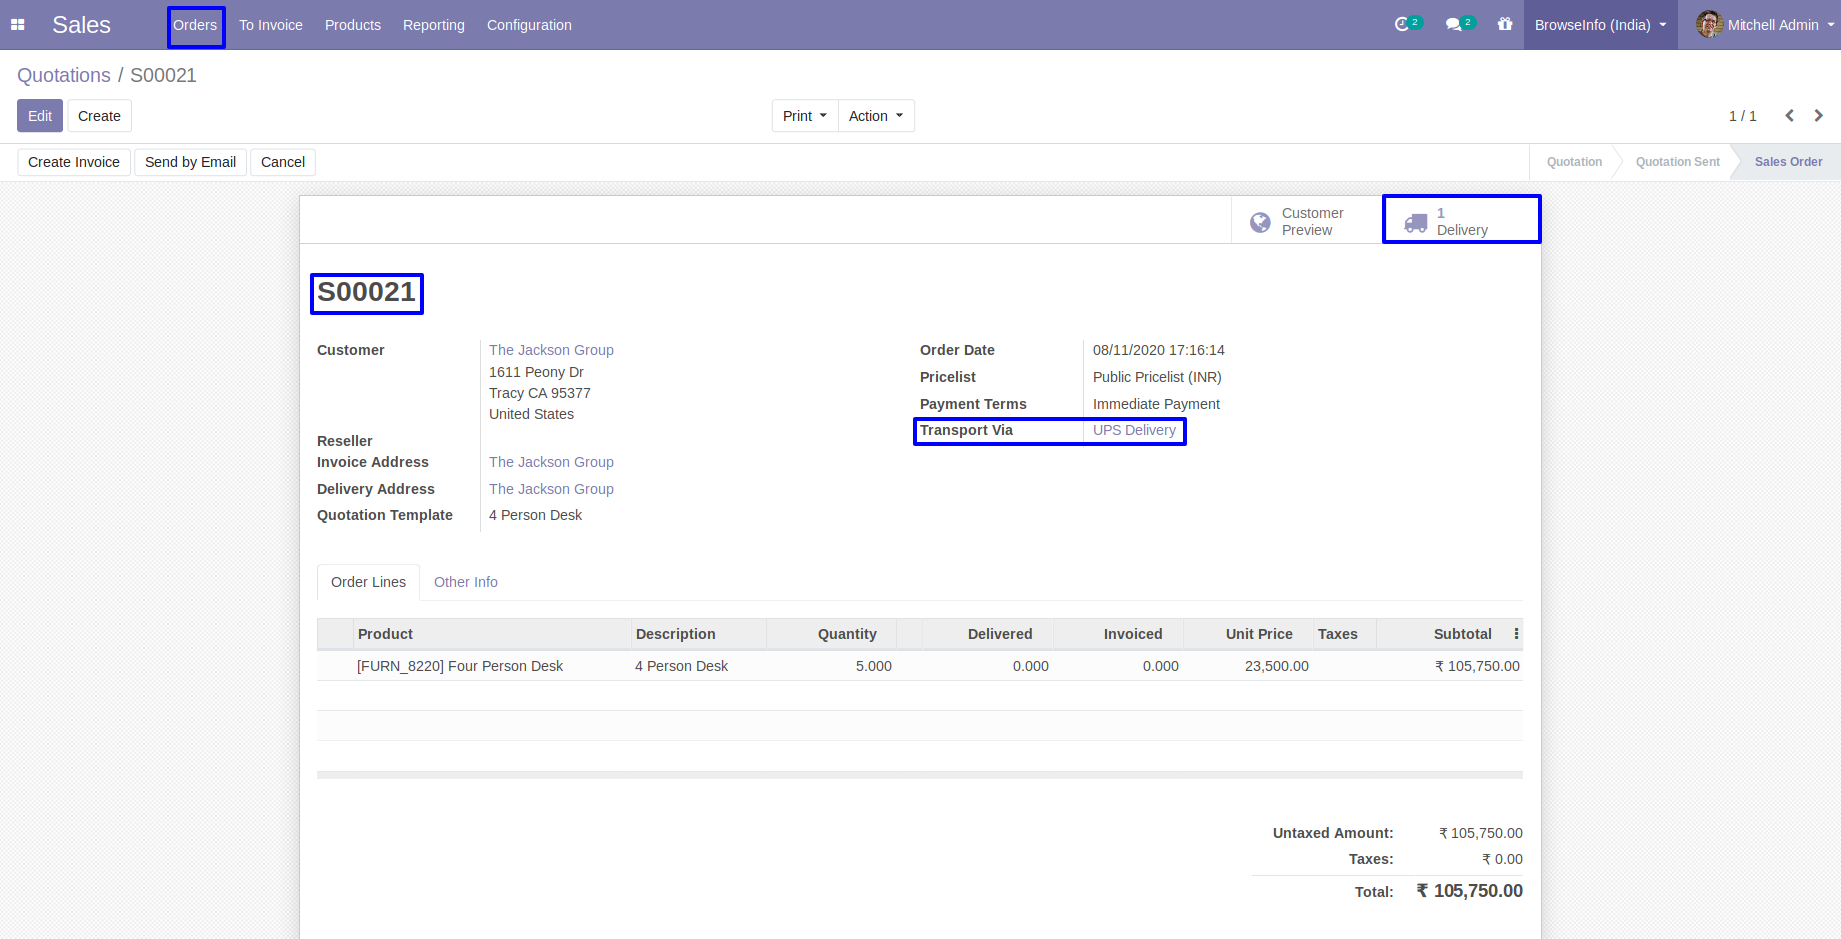 Sales Orders To Invoice Products Reporting Configuration 2 2 BrowseInfo (India) Mitchell Admin
Quotations / S00021
Edit Create Print Action 1 / 1
Create Invoice Send by Email Cancel Quotation Quotation Sent Sales Order
Customer Preview
1 Delivery
S00021
Customer The Jackson Group
1611 Peony Dr
Tracy CA 95377
United States
Reseller
Invoice Address The Jackson Group
Delivery Address The Jackson Group
Quotation Template 4 Person Desk
Order Date 08/11/2020 17:16:14
Pricelist Public Pricelist (INR)
Payment Terms Immediate Payment
Transport Via UPS Delivery
Order Lines Other Info
Product Description Quantity Delivered Invoiced Unit Price Taxes Subtotal
[FURN_8220] Four Person Desk 4 Person Desk 5.000 0.000 0.000 23,500.00 ₹ 105,750.00
Untaxed Amount: ₹ 105,750.00
Taxes: ₹ 0.00
Total: ₹ 105,750.00